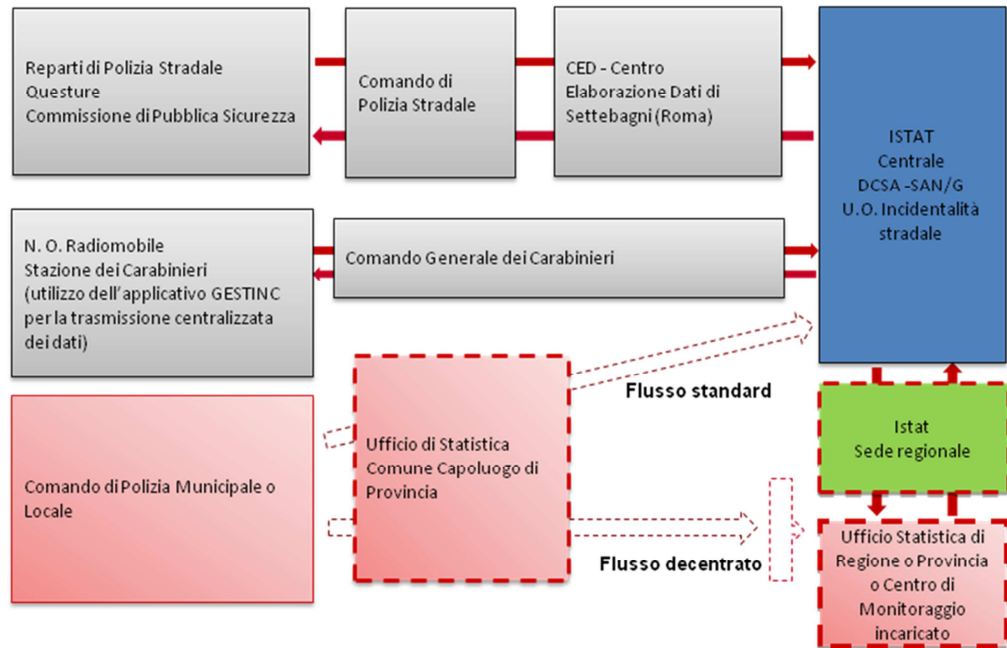 Reparti di Polizia Stradale
Questure
Commissione di Pubblica Sicurezza
Comando di
Polizia Stradale
CED - Centro
Elaborazione Dati di
Settebagni (Roma)
ISTAT
Centrale
DCSA -SAN/G
U.O. Incidentalità
stradale
N. O. Radiomobile
Stazione dei Carabinieri
(utilizzo dell'applicativo GESTINC
per la trasmissione centralizzata
dei dati)
Comando Generale dei Carabinieri
Flusso standard
Ufficio di Statistica
Comune Capoluogo di
Provincia
Istat
Sede regionale
Comando di Polizia Municipale o
Locale
Flusso decentrato
Ufficio Statistica di
Regione o Provincia
o Centro di
Monitoraggio
incaricato